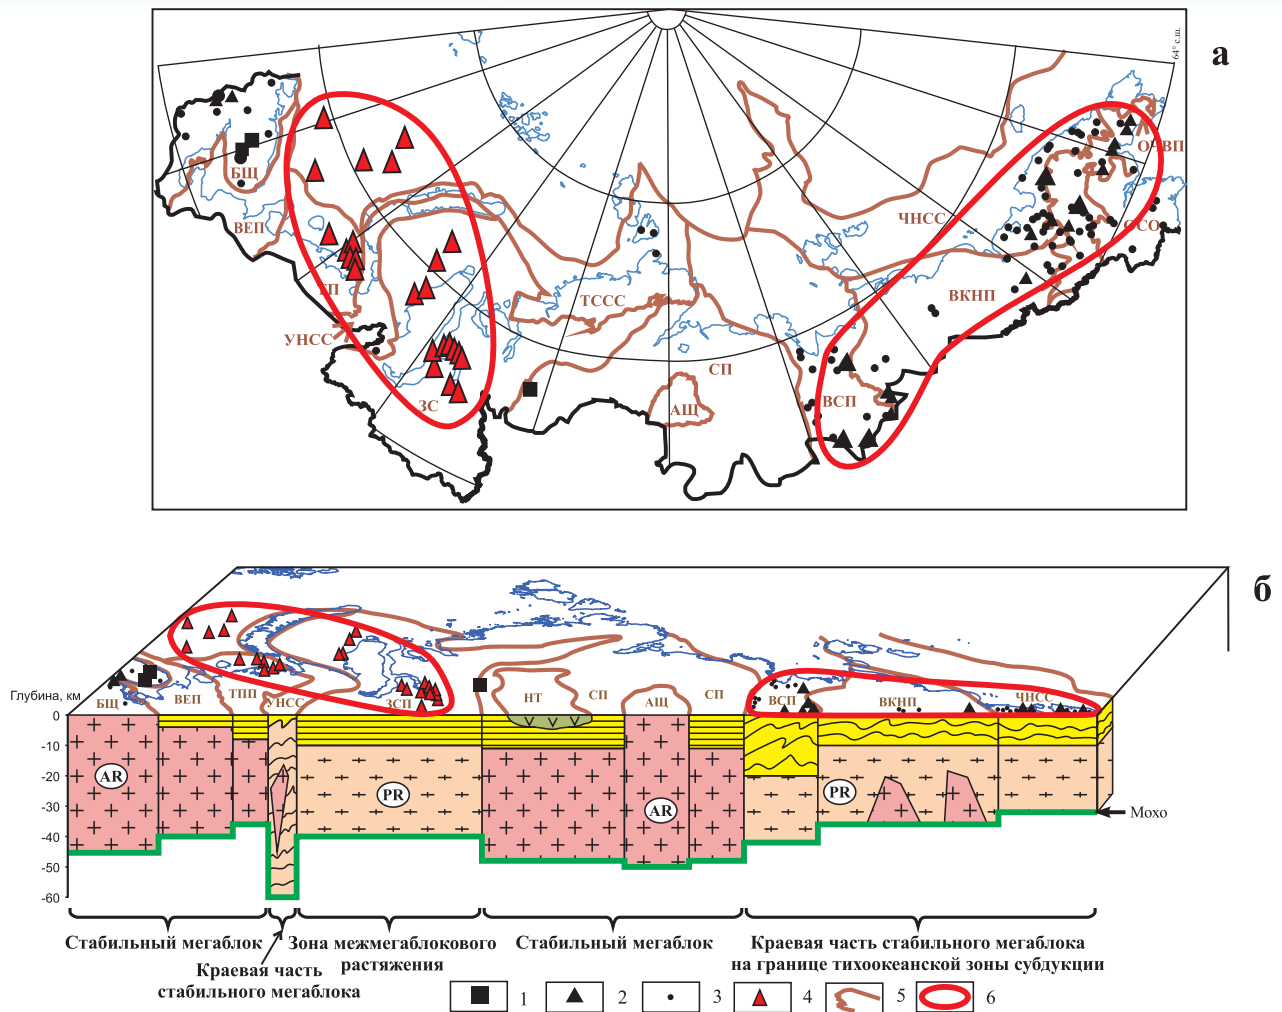 а
64° с.ш.
БЩ
ОЧВП
ВЕП
ЧНСС
ОСО
ТП
ТССС
ВКНП
УНСС
СП
ЗС
АЩ
ВСП
б
Глубина, км
БЩ
ВЕП
ТПП
УНСС
ЗСП
НТ
СП
АЩ
СП
ВСП
ВКНП
ЧНСС
0
-10
-20
-30
-40
-50
-60
AR
PR
AR
PR
Мохо
Стабильный мегаблок
Краевая часть
стабильного мегаблока
Зона межмегаблокового
растяжения
Стабильный мегаблок
Краевая часть стабильного мегаблока
на границе тихоокеанской зоны субдукции
1
2
3
4
5
6